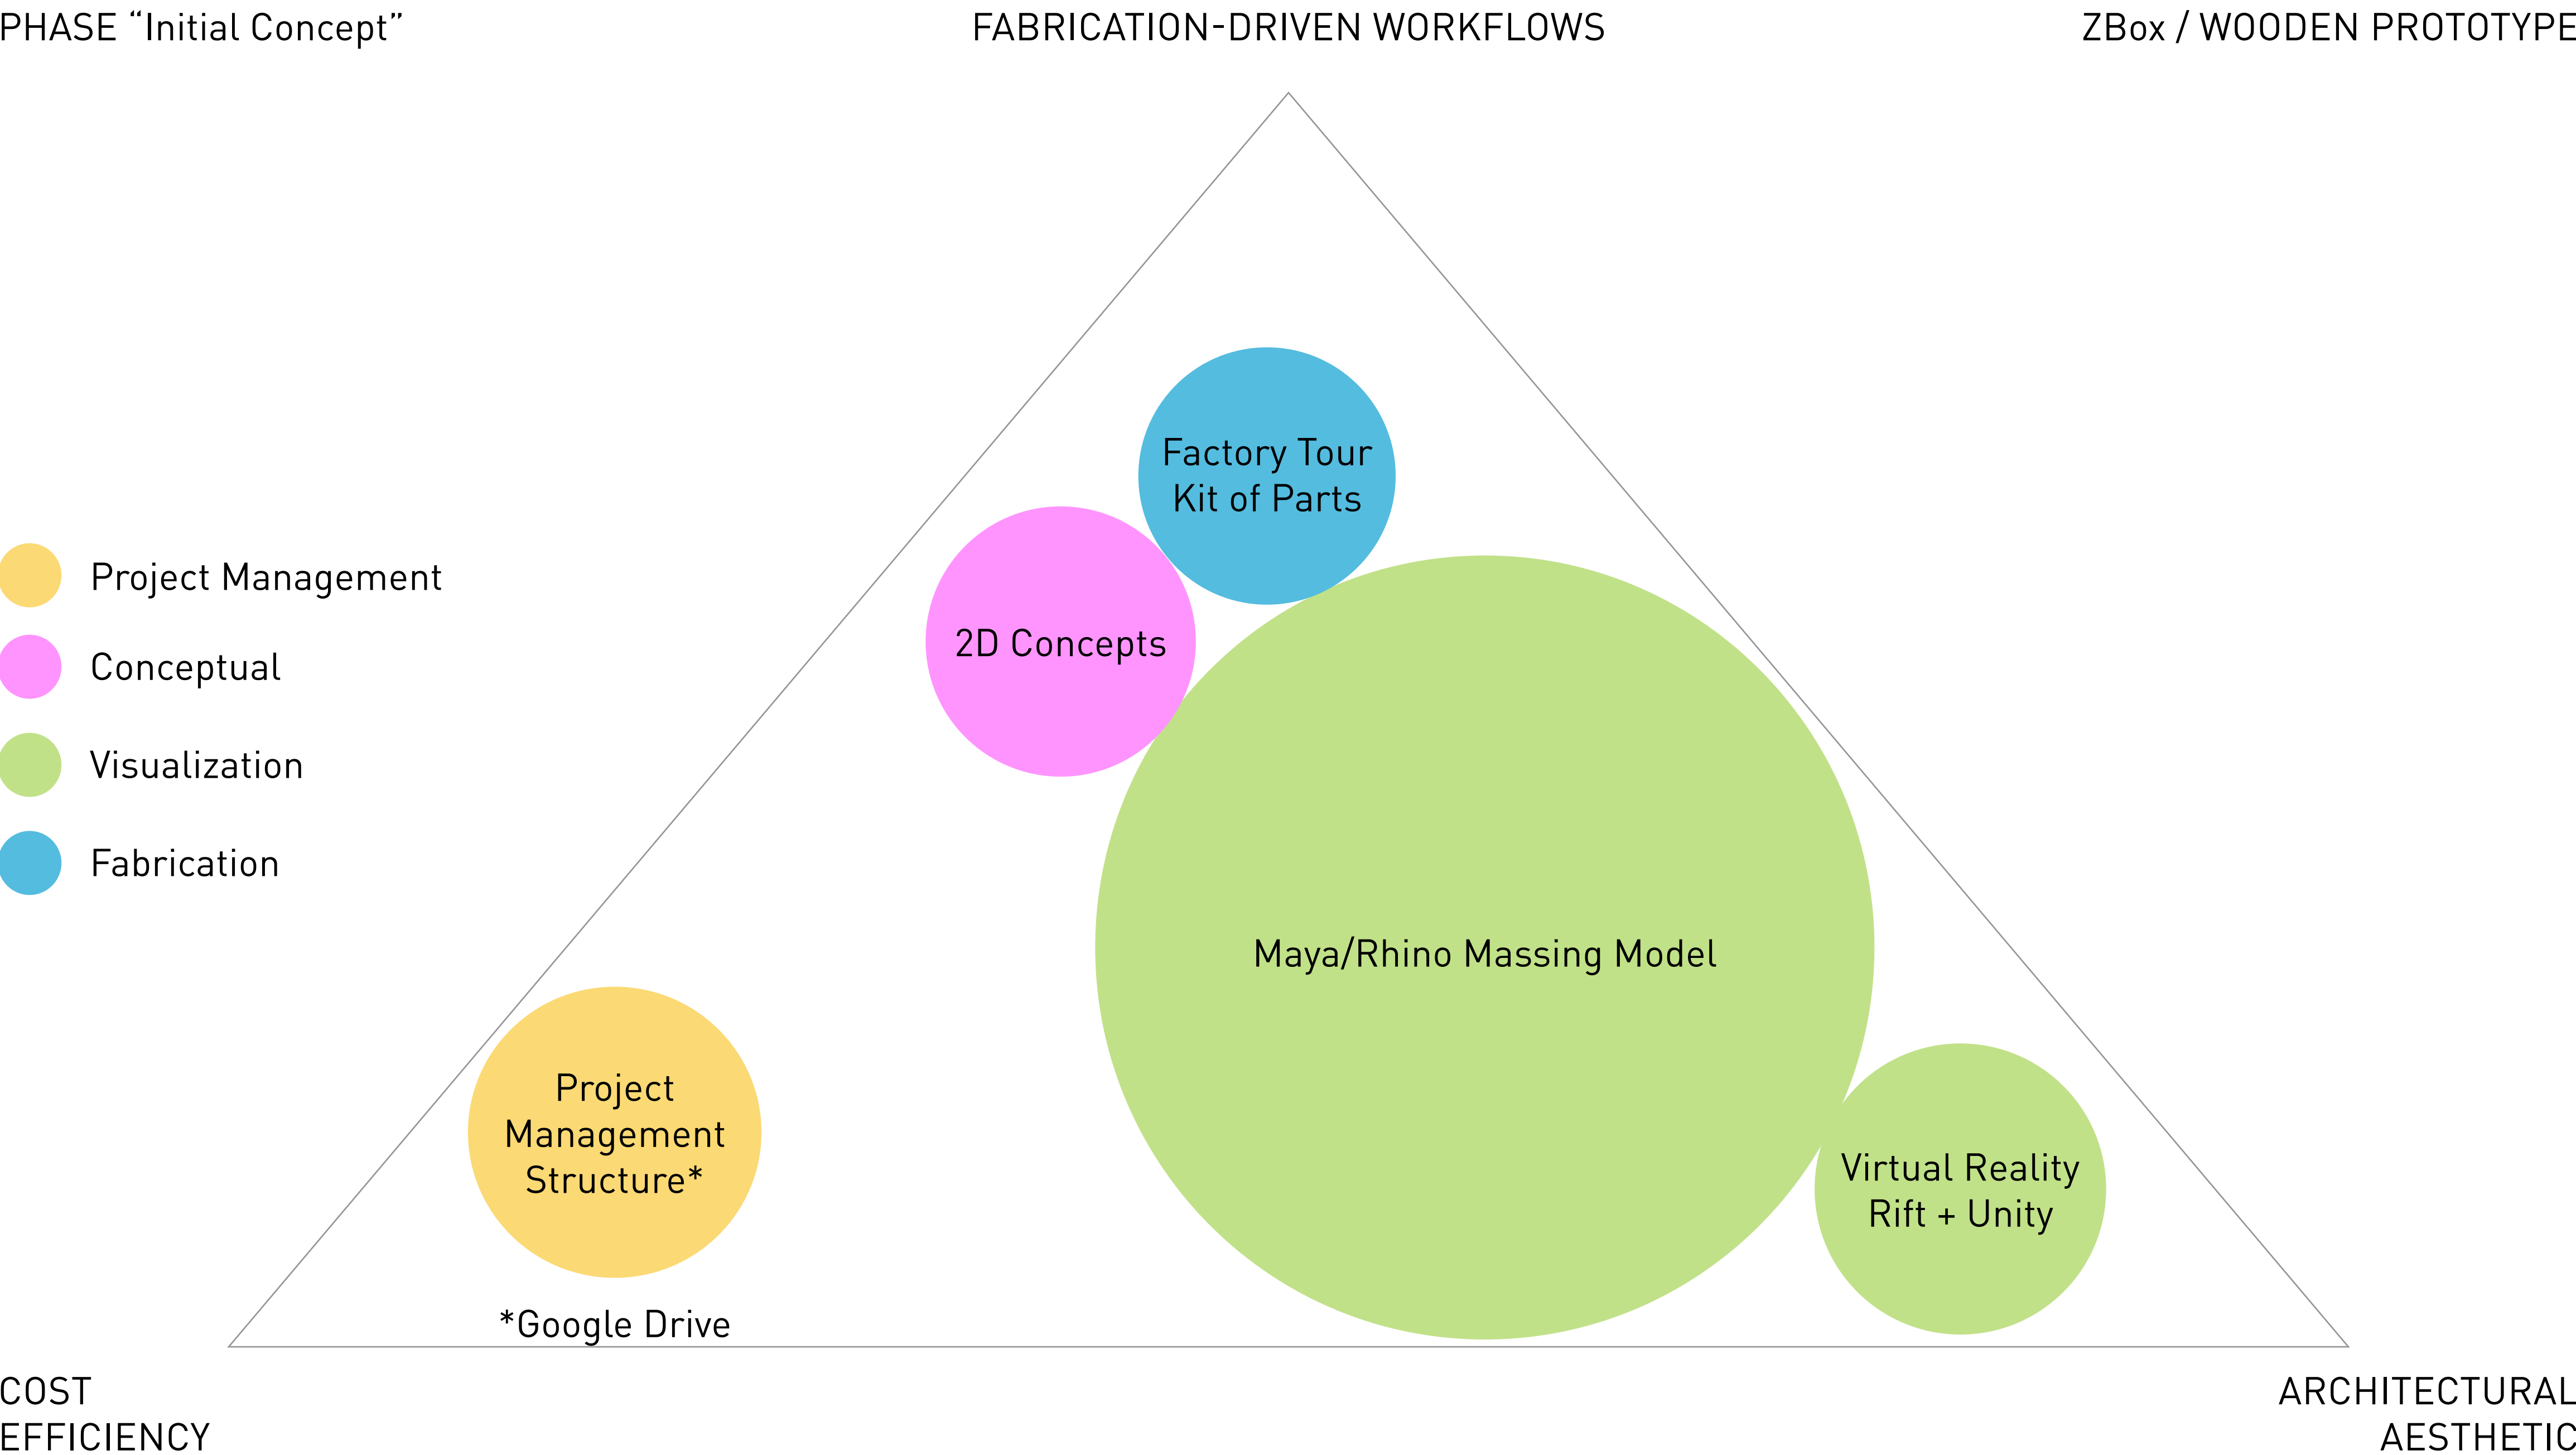 PHASE “Initial Concept”
FABRICATION-DRIVEN WORKFLOWS
ZBox / WOODEN PROTOTYPE
Factory Tour
Kit of Parts
2D Concepts
Project Management
Conceptual
Visualization
Fabrication
Maya/Rhino Massing Model
Project
Management
Structure*
*Google Drive
Virtual Reality
Rift + Unity
COST
EFFICIENCY
ARCHITECTURAL
AESTHETIC